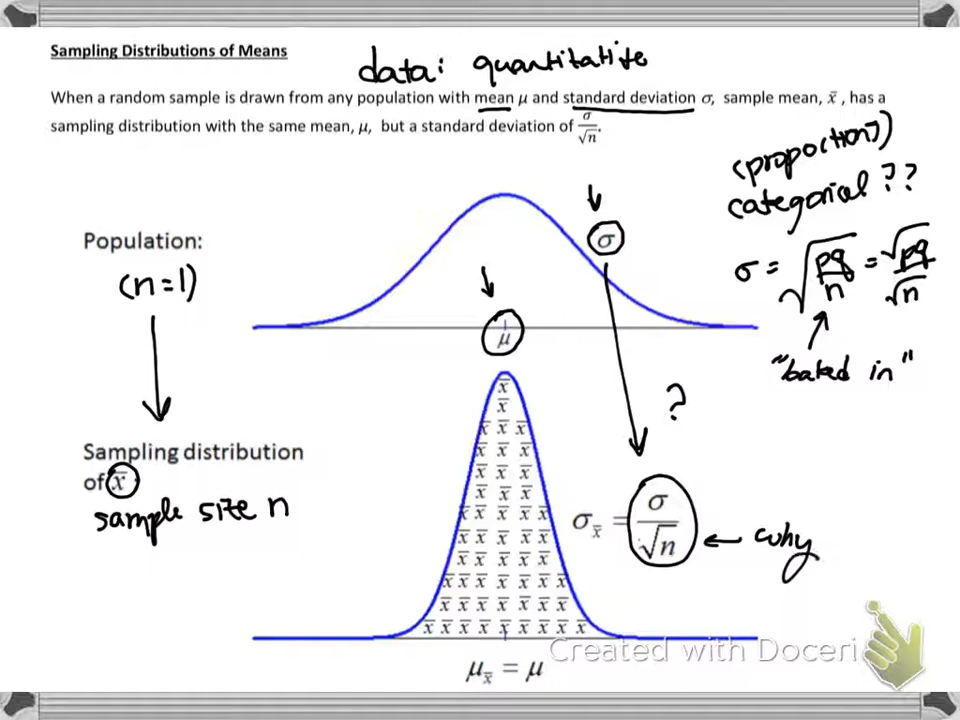 Sampling Distributions of Means
data: quantitative
When a random sample is drawn from any population with mean μ and standard deviation σ, sample mean, x̄ , has a
sampling distribution with the same mean, μ, but a standard deviation of σ/√n.
(proportions)
categorial ??
σ = √(pq/n) = √pq/√n
"baked in"
Population:
(n=1)
σ
μ
?
Sampling distribution
of x̄
sample size n
x̄
x̄
x̄ x̄ x̄
x̄ x̄ x̄
x̄ x̄ x̄
x̄ x̄ x̄
x̄ x̄ x̄ x̄ x̄
x̄ x̄ x̄ x̄ x̄
x̄ x̄ x̄ x̄ x̄
x̄ x̄ x̄ x̄ x̄ x̄ x̄
x̄ x̄ x̄ x̄ x̄ x̄ x̄
x̄ x̄ x̄ x̄ x̄ x̄ x̄ x̄ x̄
σx̄ = σ/√n
why
μx̄ = μ
Created with Doceri